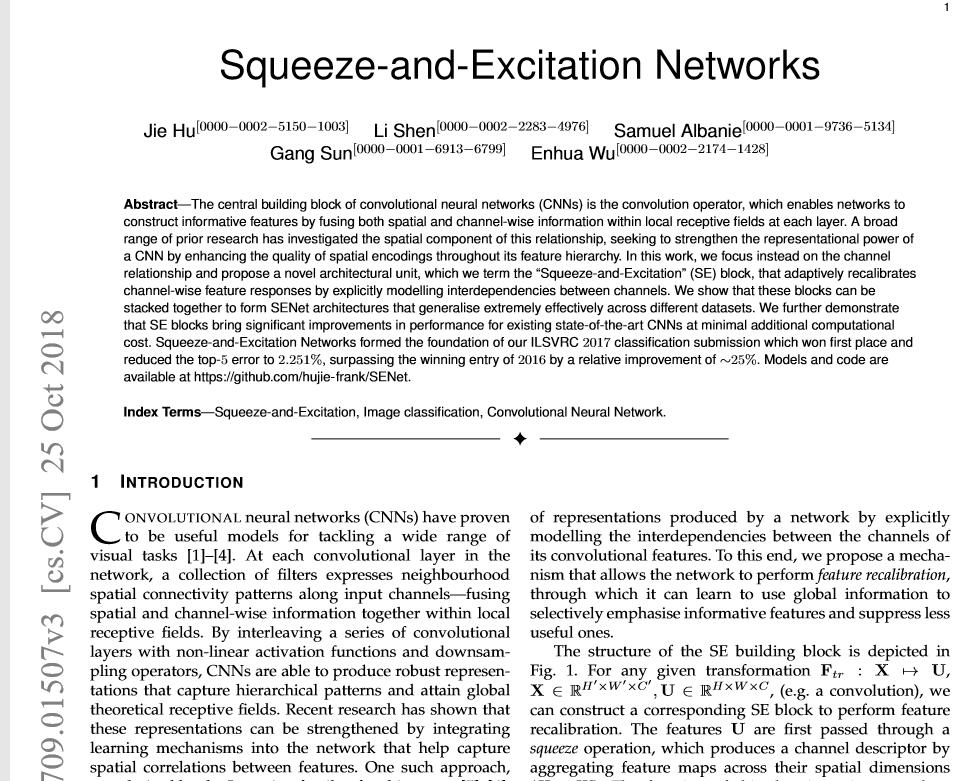 1
Squeeze-and-Excitation Networks
Jie Hu[0000−0002−5150−1003] Li Shen[0000−0002−2283−4976] Samuel Albanie[0000−0001−9736−5134]
Gang Sun[0000−0001−6913−6799] Enhua Wu[0000−0002−2174−1428]
Abstract—The central building block of convolutional neural networks (CNNs) is the convolution operator, which enables networks to
construct informative features by fusing both spatial and channel-wise information within local receptive fields at each layer. A broad
range of prior research has investigated the spatial component of this relationship, seeking to strengthen the representational power of
a CNN by enhancing the quality of spatial encodings throughout its feature hierarchy. In this work, we focus instead on the channel
relationship and propose a novel architectural unit, which we term the “Squeeze-and-Excitation” (SE) block, that adaptively recalibrates
channel-wise feature responses by explicitly modelling interdependencies between channels. We show that these blocks can be
stacked together to form SENet architectures that generalise extremely effectively across different datasets. We further demonstrate
that SE blocks bring significant improvements in performance for existing state-of-the-art CNNs at minimal additional computational
cost. Squeeze-and-Excitation Networks formed the foundation of our ILSVRC 2017 classification submission which won first place and
reduced the top-5 error to 2.251%, surpassing the winning entry of 2016 by a relative improvement of ∼25%. Models and code are
available at https://github.com/hujie-frank/SENet.
Index Terms—Squeeze-and-Excitation, Image classification, Convolutional Neural Network.
1 INTRODUCTION
CONVOLUTIONAL neural networks (CNNs) have proven
to be useful models for tackling a wide range of
visual tasks [1]–[4]. At each convolutional layer in the
network, a collection of filters expresses neighbourhood
spatial connectivity patterns along input channels—fusing
spatial and channel-wise information together within local
receptive fields. By interleaving a series of convolutional
layers with non-linear activation functions and downsam-
pling operators, CNNs are able to produce robust represen-
tations that capture hierarchical patterns and attain global
theoretical receptive fields. Recent research has shown that
these representations can be strengthened by integrating
learning mechanisms into the network that help capture
spatial correlations between features. One such approach,
of representations produced by a network by explicitly
modelling the interdependencies between the channels of
its convolutional features. To this end, we propose a mecha-
nism that allows the network to perform feature recalibration,
through which it can learn to use global information to
selectively emphasise informative features and suppress less
useful ones.
The structure of the SE building block is depicted in
Fig. 1. For any given transformation F_tr : X ↦ U,
X ∈ ℝ^{H′×W′×C′}, U ∈ ℝ^{H×W×C}, (e.g. a convolution), we
can construct a corresponding SE block to perform feature
recalibration. The features U are first passed through a
squeeze operation, which produces a channel descriptor by
aggregating feature maps across their spatial dimensions
709.01507v3 [cs.CV] 25 Oct 2018